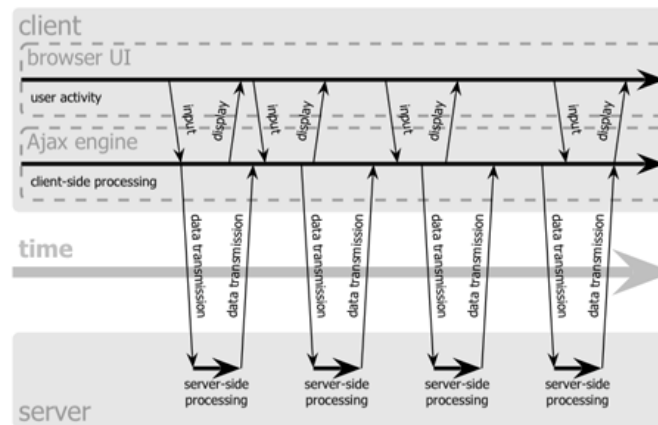 client
browser UI
user activity
input
display
input
display
input
display
input
display
Ajax engine
client-side processing
data transmission
data transmission
data transmission
data transmission
data transmission
data transmission
data transmission
data transmission
time
server-side
processing
server-side
processing
server-side
processing
server-side
processing
server